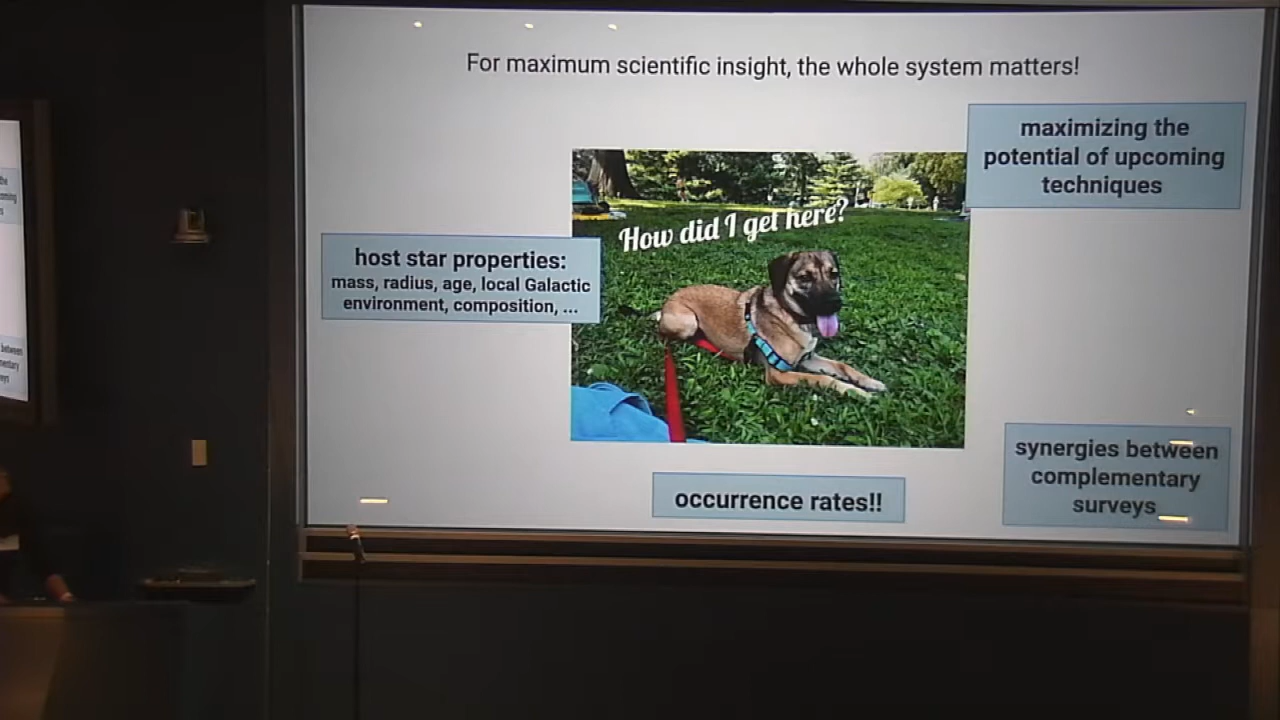 For maximum scientific insight, the whole system matters!
maximizing the
potential of upcoming
techniques
How did I get here?
host star properties:
mass, radius, age, local Galactic
environment, composition, ...
synergies between
complementary
surveys
occurrence rates!!